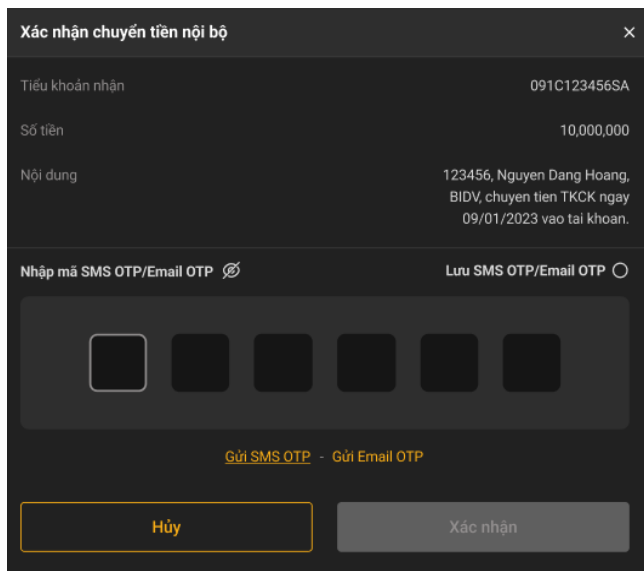 Xác nhận chuyển tiền nội bộ
Tiểu khoản nhận 091C123456SA
Số tiền 10,000,000
Nội dung 123456, Nguyen Dang Hoang,
BIDV, chuyen tien TKCK ngay
09/01/2023 vao tai khoan.
Nhập mã SMS OTP/Email OTP Lưu SMS OTP/Email OTP
Gửi SMS OTP - Gửi Email OTP
Hủy Xác nhận